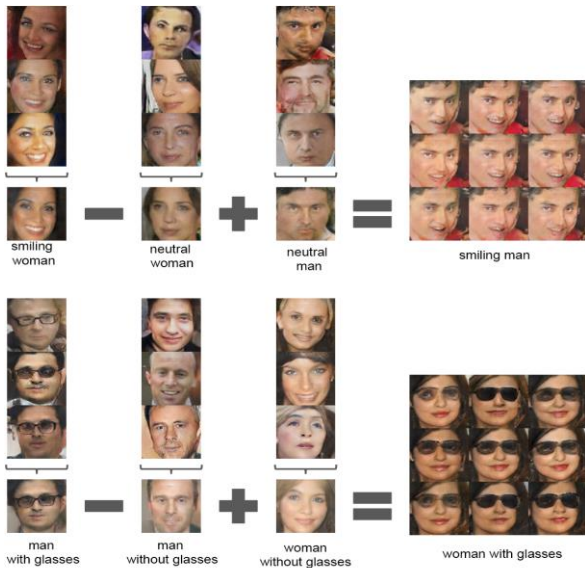 smiling
woman
neutral
woman
neutral
man
smiling man
man
with glasses
man
without glasses
woman
without glasses
woman with glasses